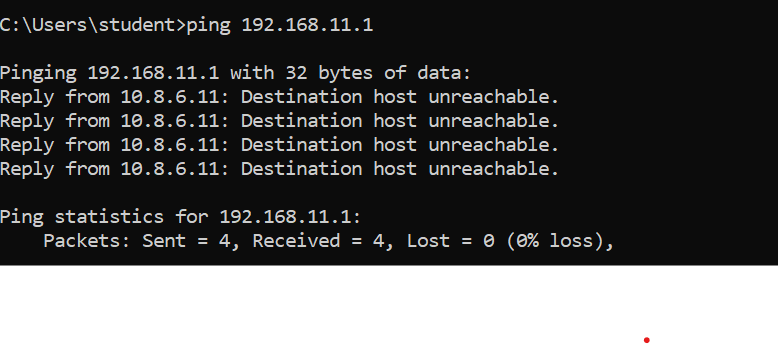 C:\Users\student>ping 192.168.11.1
Pinging 192.168.11.1 with 32 bytes of data:
Reply from 10.8.6.11: Destination host unreachable.
Reply from 10.8.6.11: Destination host unreachable.
Reply from 10.8.6.11: Destination host unreachable.
Reply from 10.8.6.11: Destination host unreachable.
Ping statistics for 192.168.11.1:
    Packets: Sent = 4, Received = 4, Lost = 0 (0% loss),